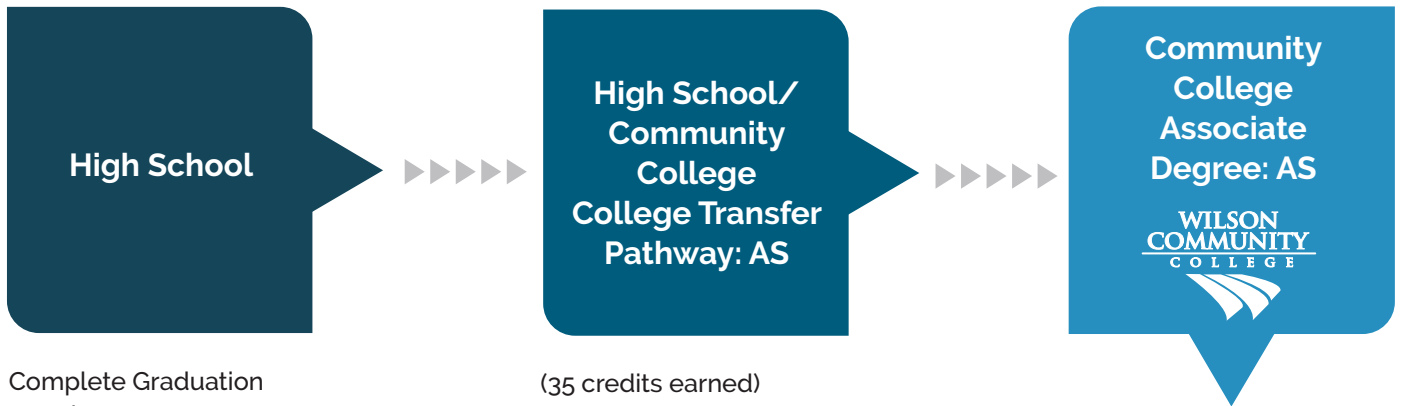 High School
High School/
Community
College
College Transfer
Pathway: AS
Community
College
Associate
Degree: AS
WILSON
COMMUNITY
COLLEGE
Complete Graduation
(35 credits earned)